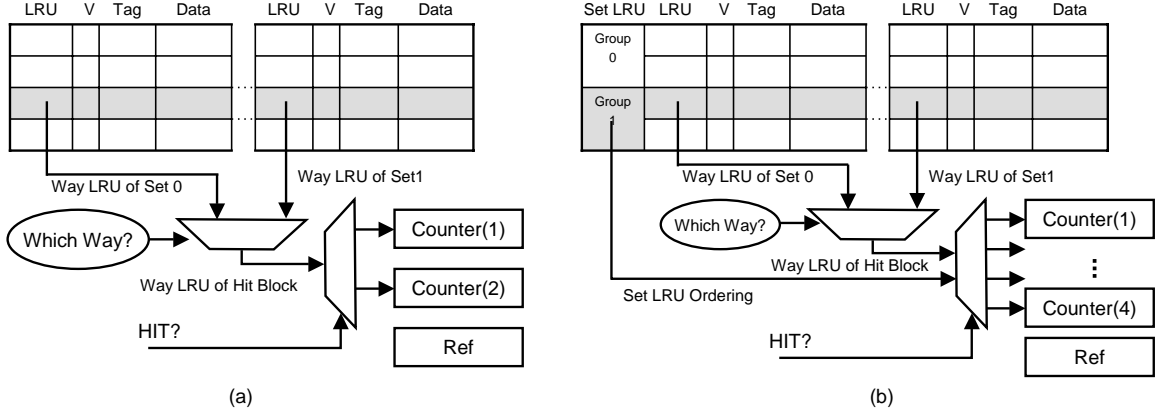 LRU V Tag Data LRU V Tag Data
Way LRU of Set 0
Way LRU of Set1
Which Way?
Way LRU of Hit Block
HIT?
Counter(1)
Counter(2)
Ref
(a)
Set LRU LRU V Tag Data LRU V Tag Data
Group
0
Group
1
Way LRU of Set 0
Way LRU of Set1
Which Way?
Way LRU of Hit Block
Set LRU Ordering
HIT?
Counter(1)
Counter(4)
Ref
(b)